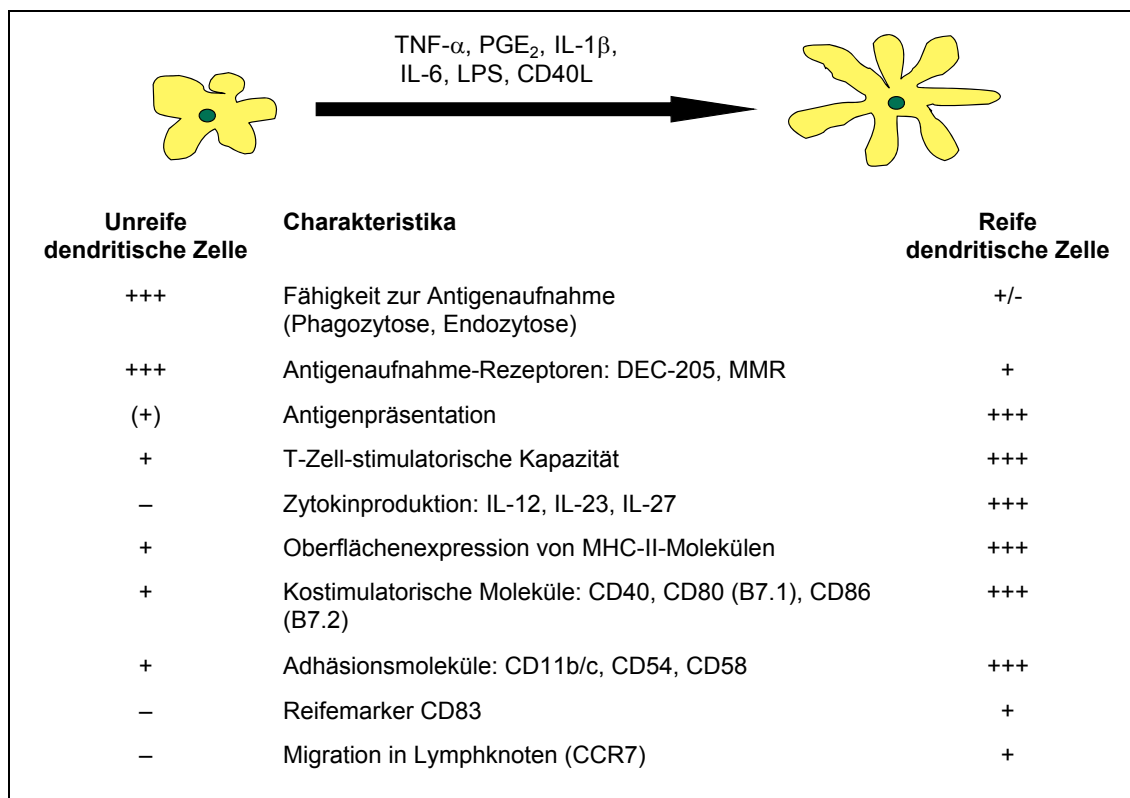 TNF-α, PGE₂, IL-1β,
IL-6, LPS, CD40L
Unreife
dendritische Zelle
Charakteristika
Reife
dendritische Zelle
+++ Fähigkeit zur Antigenaufnahme +/-
(Phagozytose, Endozytose)
+++ Antigenaufnahme-Rezeptoren: DEC-205, MMR +
(+) Antigenpräsentation +++
+ T-Zell-stimulatorische Kapazität +++
– Zytokinproduktion: IL-12, IL-23, IL-27 +++
+ Oberflächenexpression von MHC-II-Molekülen +++
+ Kostimulatorische Moleküle: CD40, CD80 (B7.1), CD86 +++
(B7.2)
+ Adhäsionsmoleküle: CD11b/c, CD54, CD58 +++
– Reifemarker CD83 +
– Migration in Lymphknoten (CCR7) +